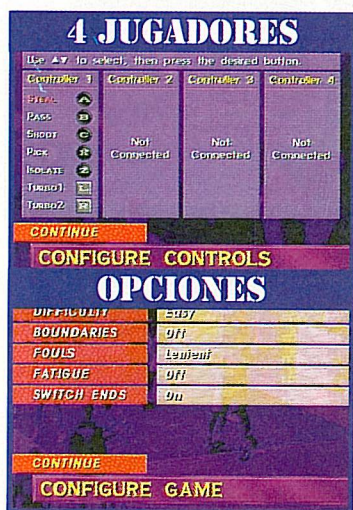 4 JUGADORES
Use ▲▼ to select, then press the desired button.
Controller 1 Controller 2 Controller 3 Controller 4
STEAL A
PASS B
SHOOT C
PICK
ISOLATE Z
TURBO1
TURBO2
Not Connected
Not Connected
Not Connected
CONTINUE
CONFIGURE CONTROLS
OPCIONES
DIFFICULTY Easy
BOUNDARIES Off
FOULS Lenient
FATIGUE Off
SWITCH ENDS On
CONTINUE
CONFIGURE GAME